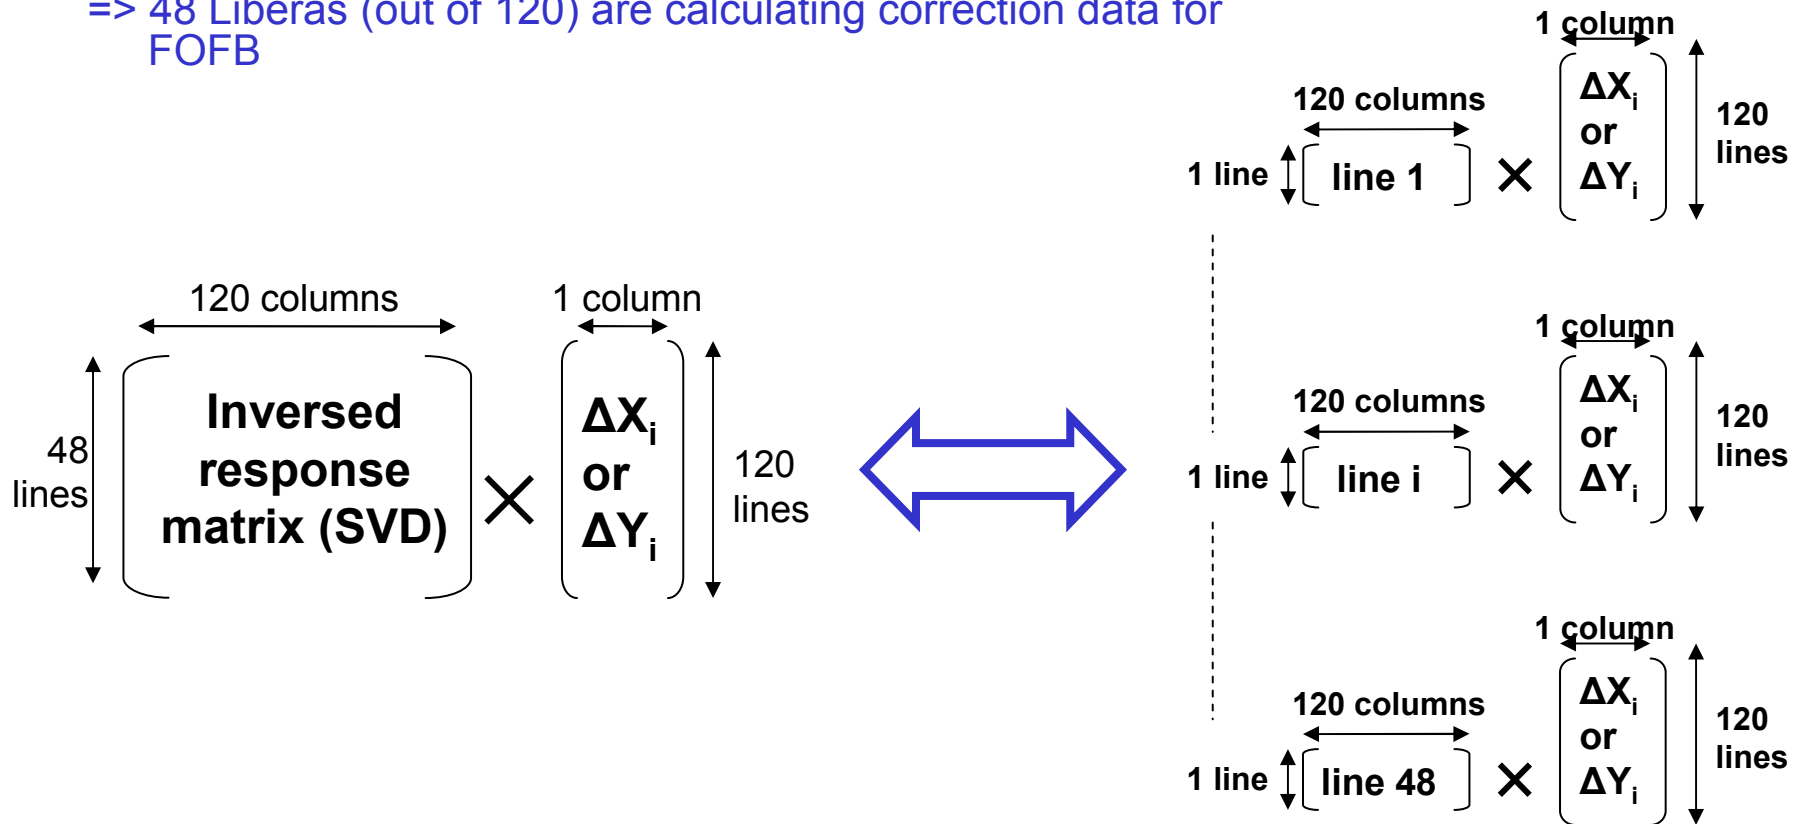 => 48 Liberas (out of 120) are calculating correction data for
FOFB
120 columns
1 column
48
lines
Inversed
response
matrix (SVD)
×
ΔXi
or
ΔYi
120
lines
1 column
120 columns
1 line
line 1
×
ΔXi
or
ΔYi
120
lines
1 column
120 columns
1 line
line i
×
ΔXi
or
ΔYi
120
lines
1 column
120 columns
1 line
line 48
×
ΔXi
or
ΔYi
120
lines